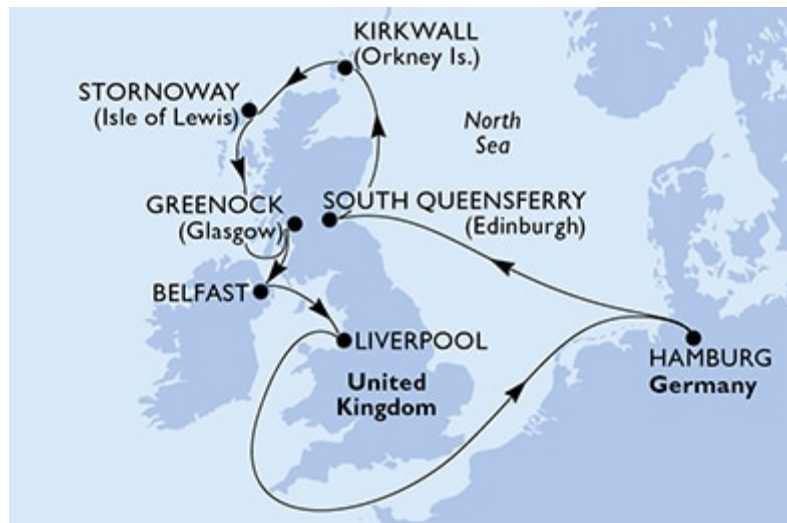 KIRKWALL
(Orkney Is.)
STORNOWAY
(Isle of Lewis)
North
Sea
GREENOCK
(Glasgow)
SOUTH QUEENSFERRY
(Edinburgh)
BELFAST
LIVERPOOL
HAMBURG
Germany
United
Kingdom